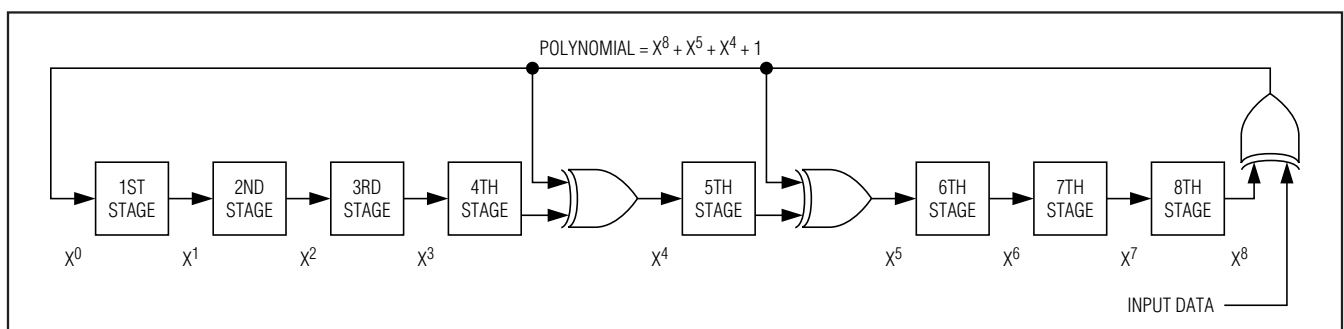 POLYNOMIAL = X⁸ + X⁵ + X⁴ + 1
1ST
STAGE
2ND
STAGE
3RD
STAGE
4TH
STAGE
5TH
STAGE
6TH
STAGE
7TH
STAGE
8TH
STAGE
X⁰
X¹
X²
X³
X⁴
X⁵
X⁶
X⁷
X⁸
INPUT DATA